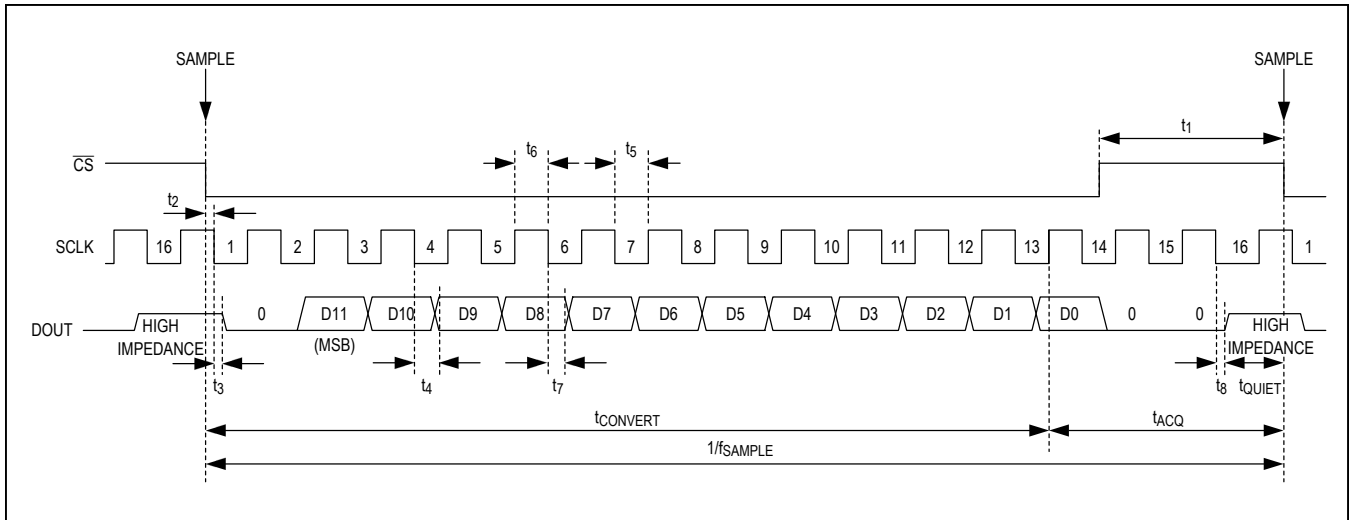 SAMPLE SAMPLE
t1
CS t6 t5
t2
SCLK 16 1 2 3 4 5 6 7 8 9 10 11 12 13 14 15 16 1
DOUT HIGH IMPEDANCE 0 D11 (MSB) D10 D9 D8 D7 D6 D5 D4 D3 D2 D1 D0 0 0 HIGH IMPEDANCE
t3 t4 t7 t8 tQUIET
tCONVERT tACQ
1/fSAMPLE